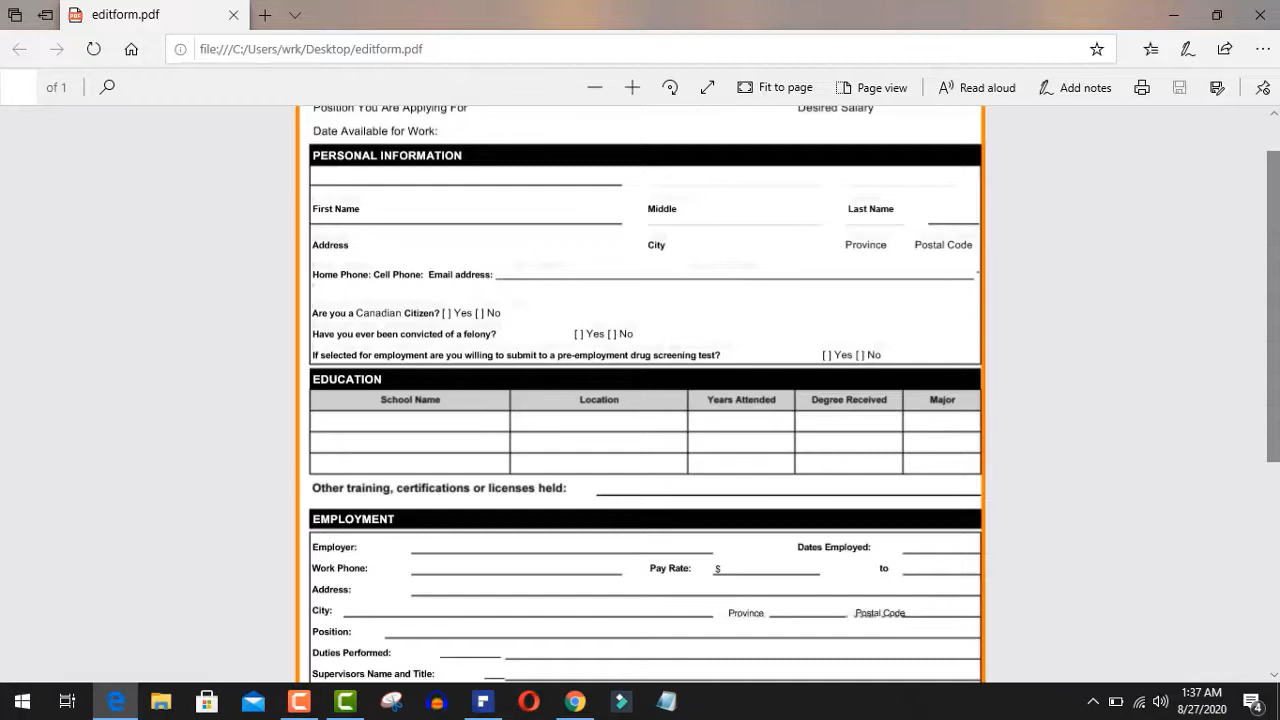 editform.pdf
file:///C:/Users/wrk/Desktop/editform.pdf
of 1 Fit to page Page view Read aloud Add notes
Position You Are Applying For Desired Salary
Date Available for Work:
PERSONAL INFORMATION
First Name Middle Last Name
Address City Province Postal Code
Home Phone: Cell Phone: Email address:
Are you a Canadian Citizen? [ ] Yes [ ] No
Have you ever been convicted of a felony? [ ] Yes [ ] No
If selected for employment are you willing to submit to a pre-employment drug screening test? [ ] Yes [ ] No
EDUCATION
School Name Location Years Attended Degree Received Major
Other training, certifications or licenses held:
EMPLOYMENT
Employer: Dates Employed:
Work Phone: Pay Rate: $ to
Address:
City: Province Postal Code
Position:
Duties Performed:
Supervisors Name and Title:
1:37 AM
8/27/2020
4